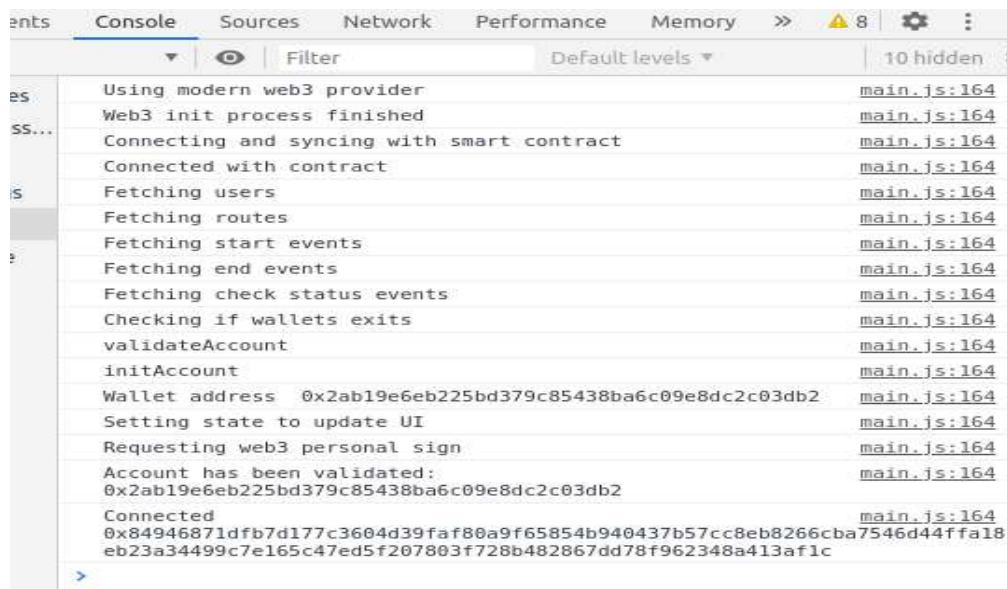 ents Console Sources Network Performance Memory » 8
Filter Default levels ▼ 10 hidden
es
ss...
s
e
Using modern web3 provider main.js:164
Web3 init process finished main.js:164
Connecting and syncing with smart contract main.js:164
Connected with contract main.js:164
Fetching users main.js:164
Fetching routes main.js:164
Fetching start events main.js:164
Fetching end events main.js:164
Fetching check status events main.js:164
Checking if wallets exits main.js:164
validateAccount main.js:164
initAccount main.js:164
Wallet address 0x2ab19e6eb225bd379c85438ba6c09e8dc2c03db2 main.js:164
Setting state to update UI main.js:164
Requesting web3 personal sign main.js:164
Account has been validated: main.js:164
0x2ab19e6eb225bd379c85438ba6c09e8dc2c03db2
Connected main.js:164
0x84946871dfb7d177c3604d39faf80a9f65854b940437b57cc8eb8266cba7546d44ffa18
eb23a34499c7e165c47ed5f207803f728b482867dd78f962348a413af1c
>